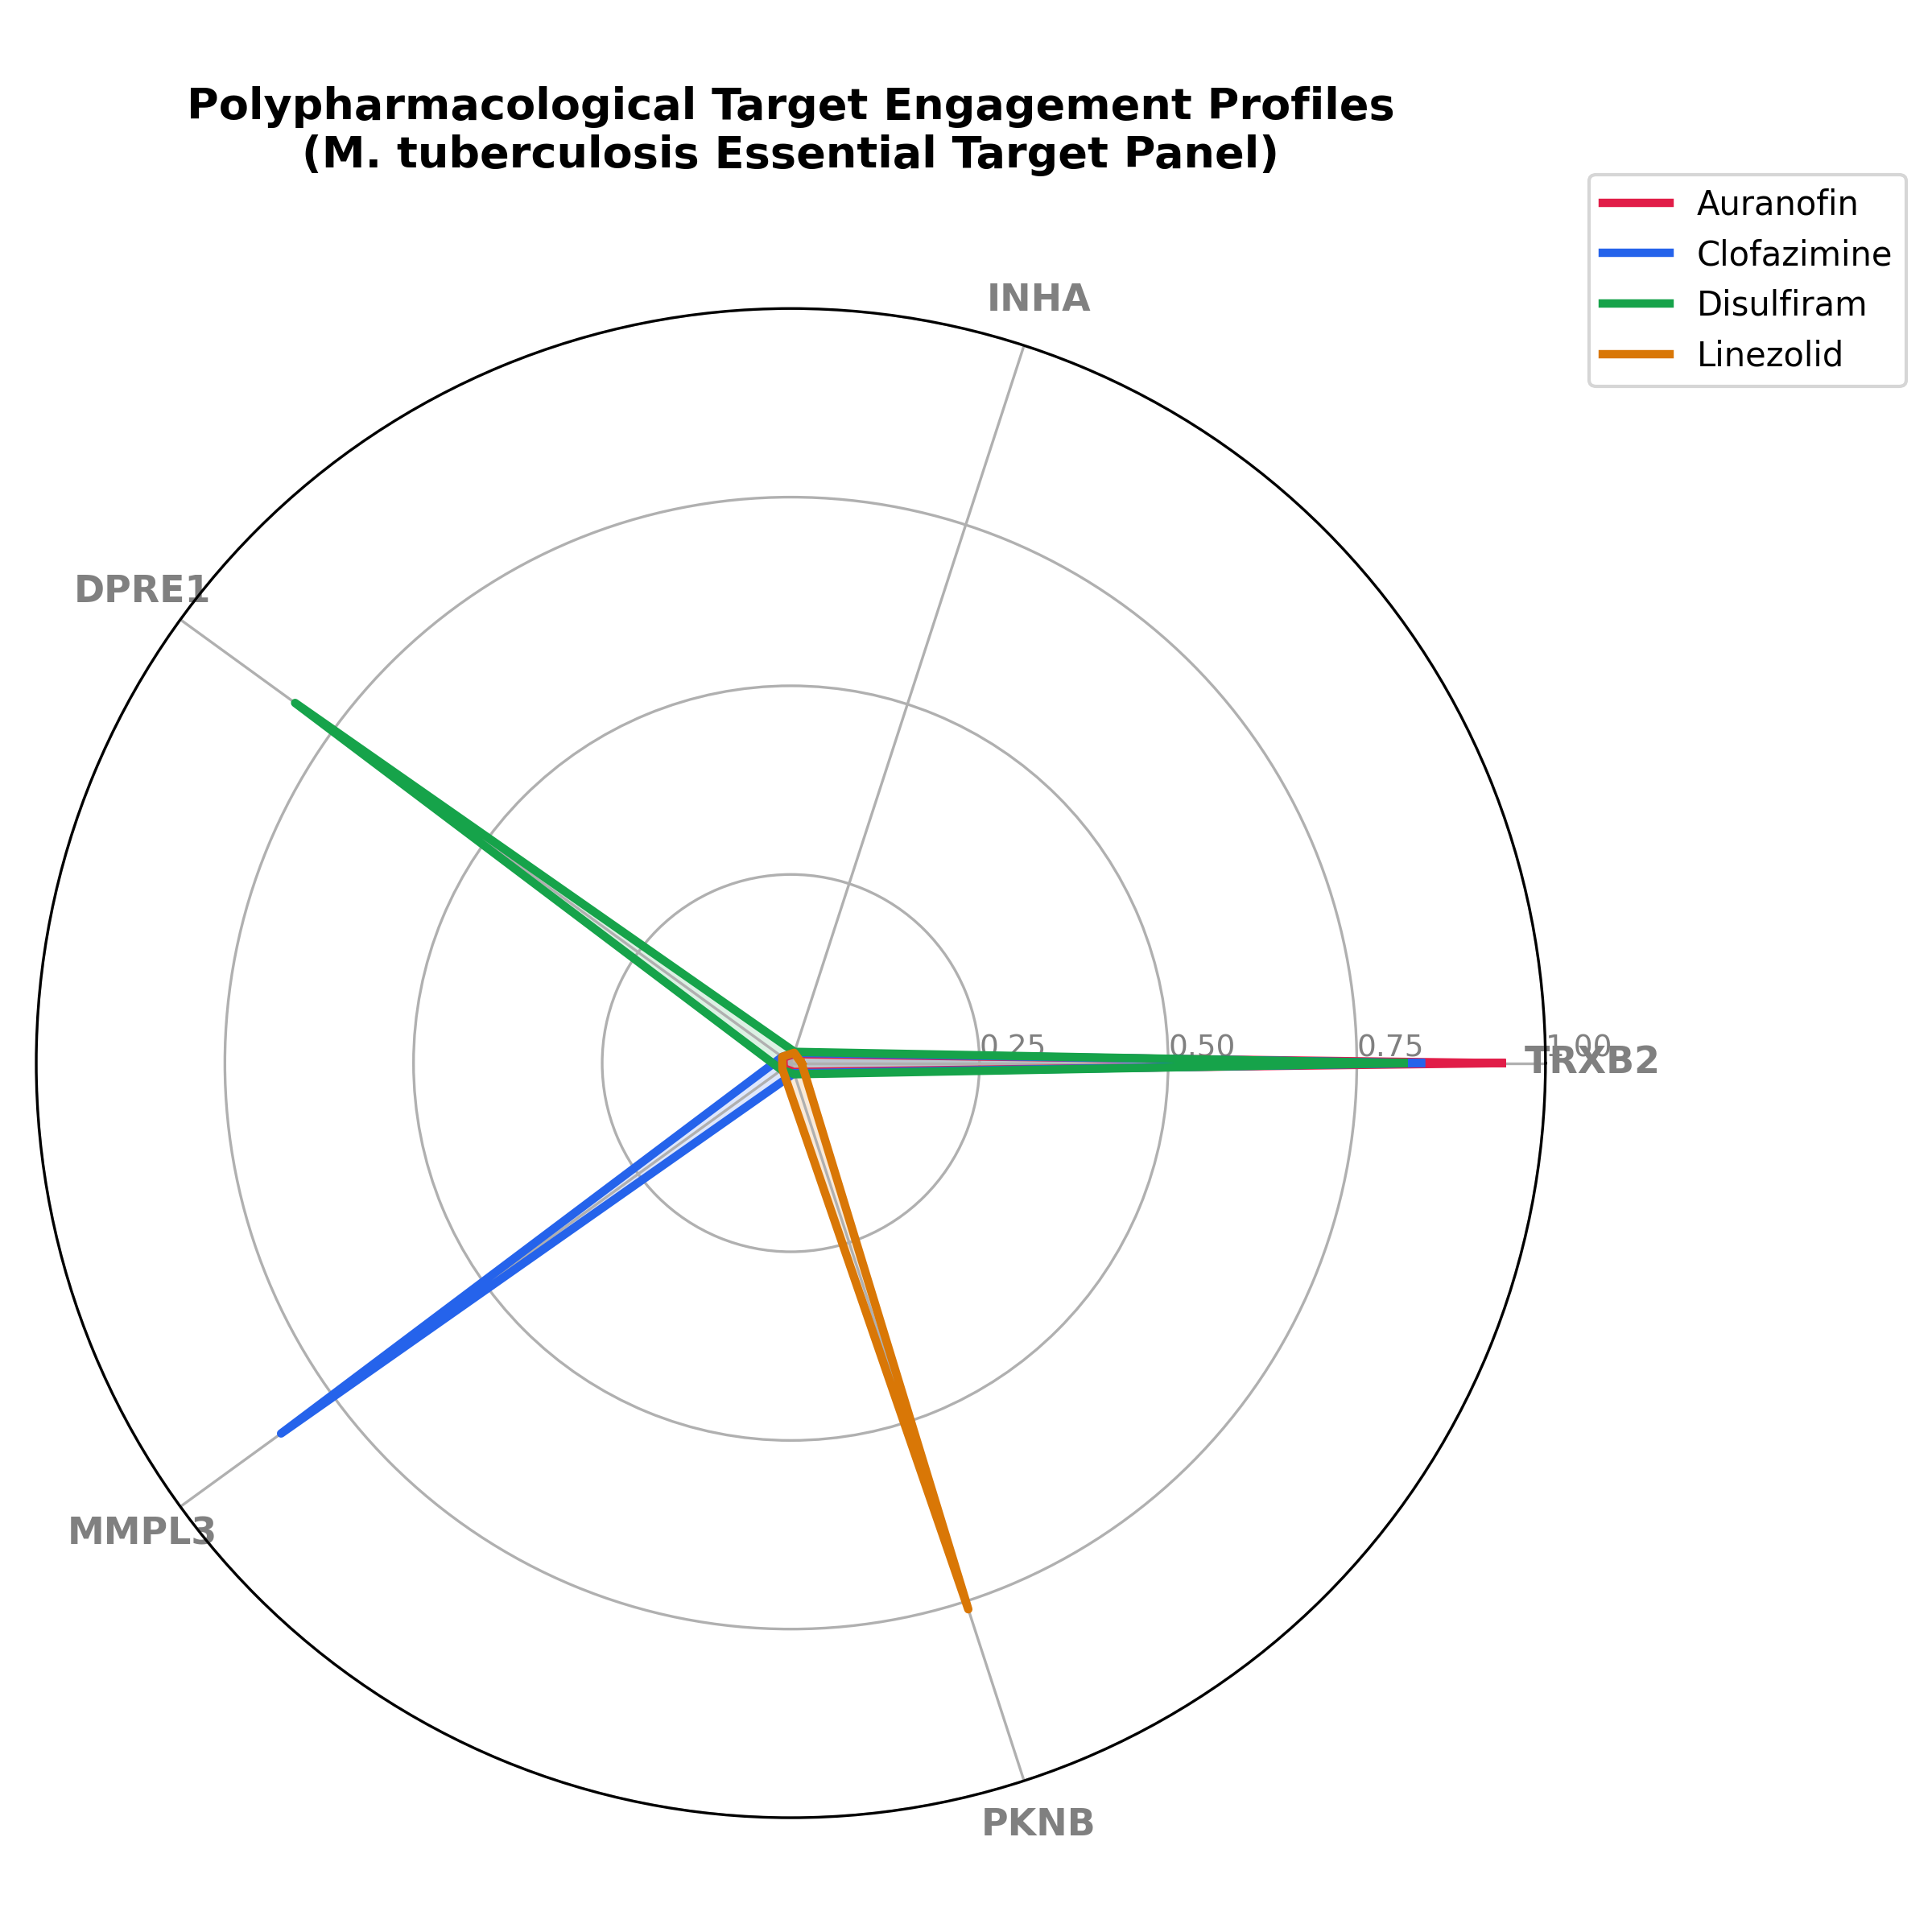 Polypharmacological Target Engagement Profiles
(M. tuberculosis Essential Target Panel)
Auranofin
Clofazimine
Disulfiram
Linezolid
INHA
DPRE1
0.25
0.50
0.75
1.00
TRXB2
MMPL3
PKNB